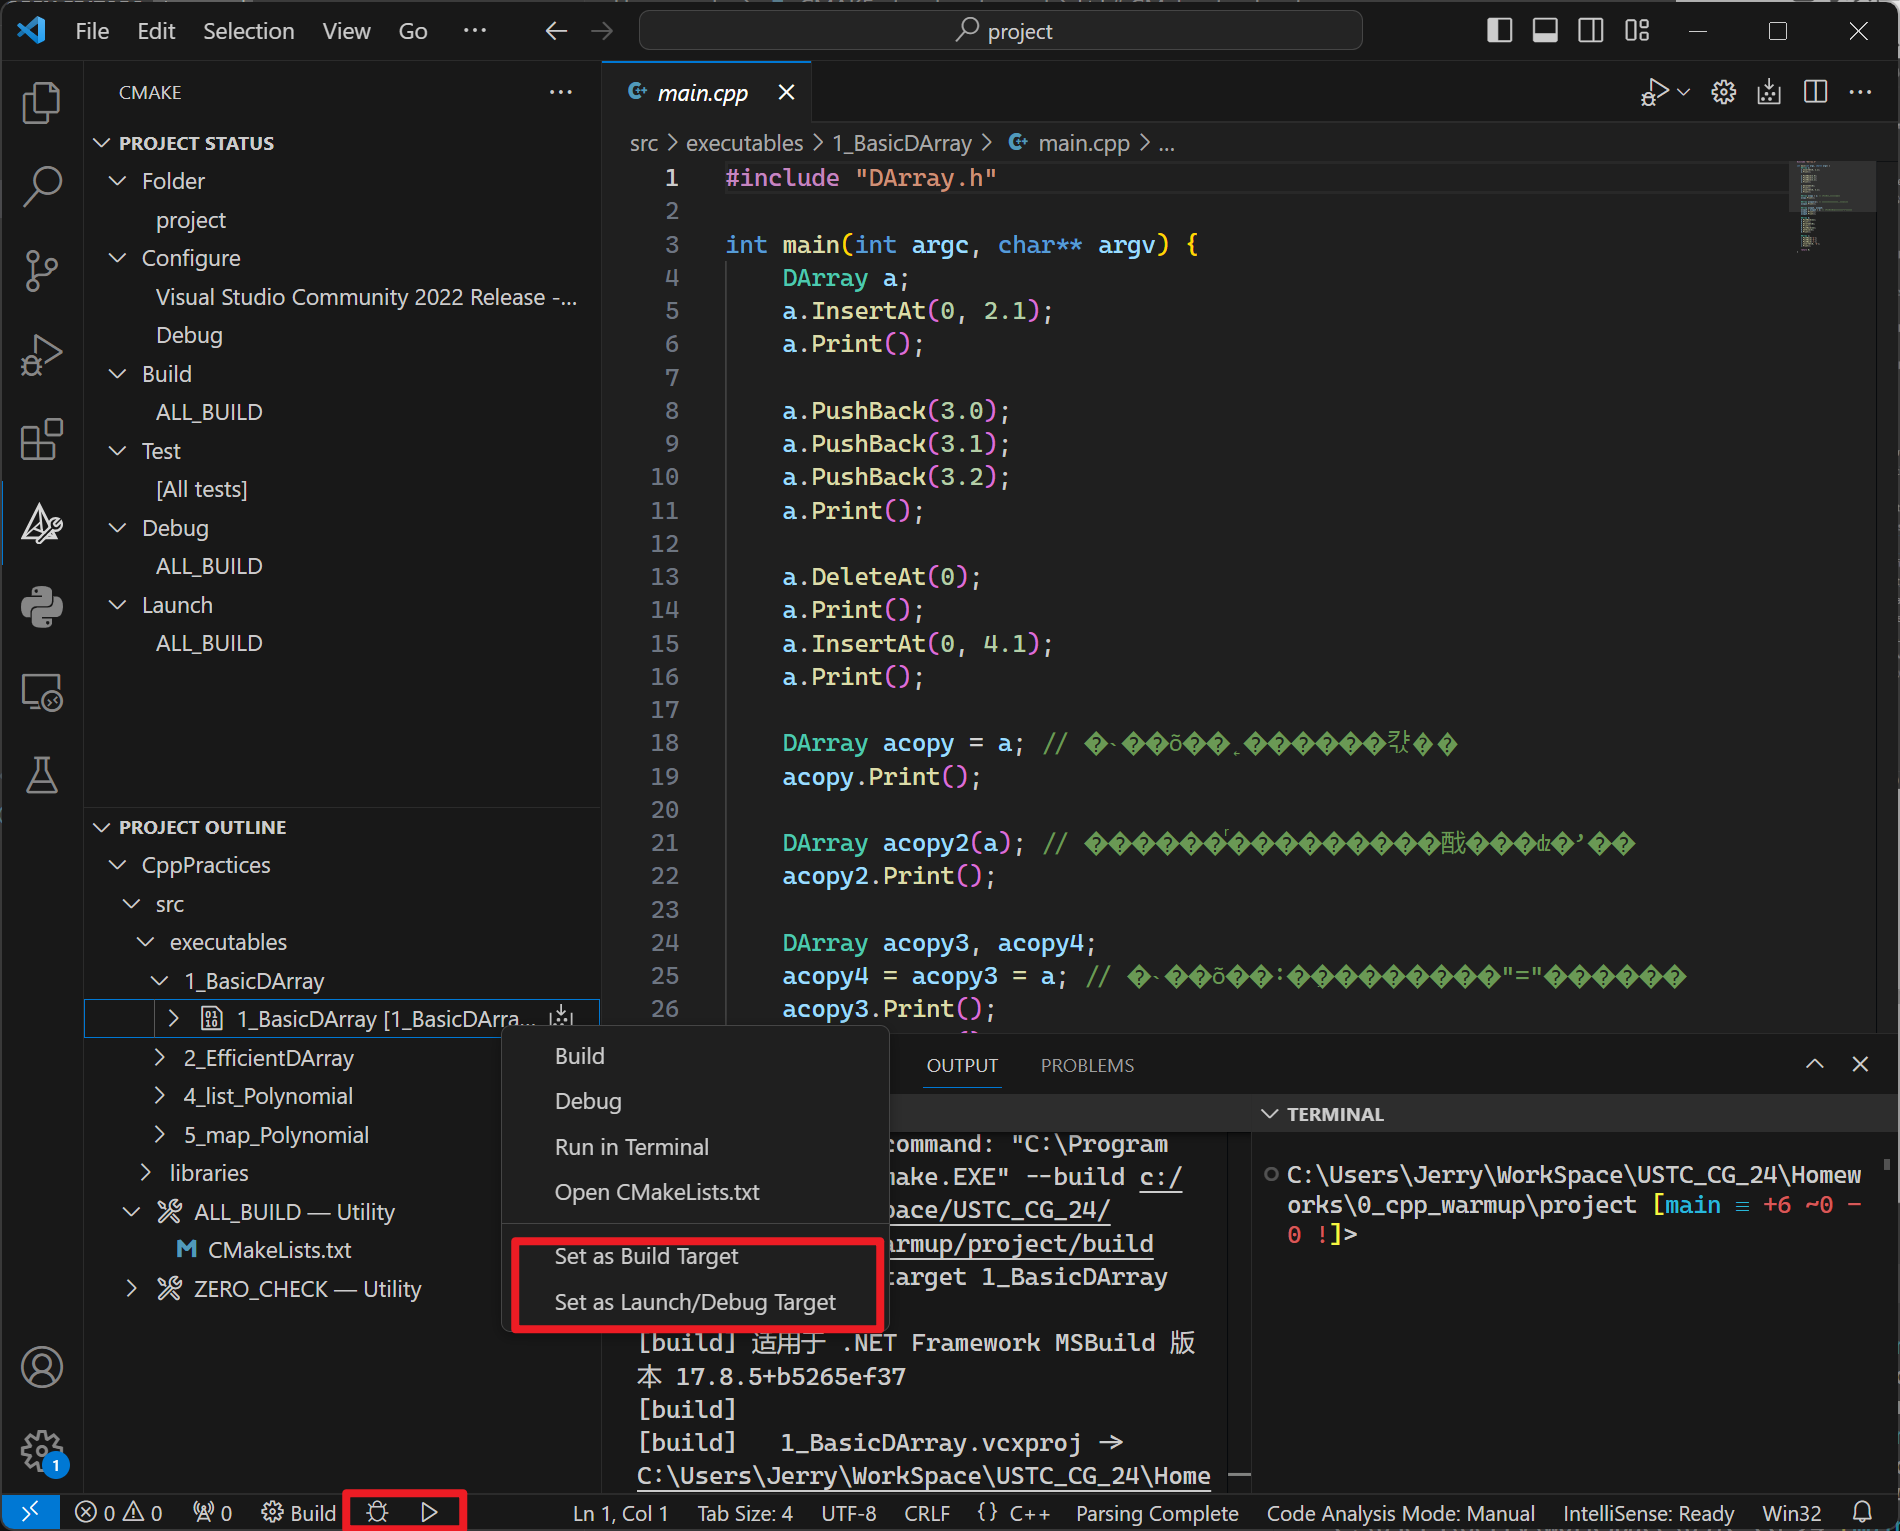 File Edit Selection View Go ··· project
CMAKE
PROJECT STATUS
Folder
project
Configure
Visual Studio Community 2022 Release -...
Debug
Build
ALL_BUILD
Test
[All tests]
Debug
ALL_BUILD
Launch
ALL_BUILD
PROJECT OUTLINE
CppPractices
src
executables
1_BasicDArray
1_BasicDArray [1_BasicDArra...
2_EfficientDArray
4_list_Polynomial
5_map_Polynomial
libraries
ALL_BUILD — Utility
CMakeLists.txt
ZERO_CHECK — Utility
main.cpp
src > executables > 1_BasicDArray > main.cpp > ...
1 #include "DArray.h"
2
3 int main(int argc, char** argv) {
4 DArray a;
5 a.InsertAt(0, 2.1);
6 a.Print();
7
8 a.PushBack(3.0);
9 a.PushBack(3.1);
10 a.PushBack(3.2);
11 a.Print();
12
13 a.DeleteAt(0);
14 a.Print();
15 a.InsertAt(0, 4.1);
16 a.Print();
17
18 DArray acopy = a; //
19 acopy.Print();
20
21 DArray acopy2(a); //
22 acopy2.Print();
23
24 DArray acopy3, acopy4;
25 acopy4 = acopy3 = a; // "="
26 acopy3.Print();
Build
Debug
Run in Terminal
Open CMakeLists.txt
Set as Build Target
Set as Launch/Debug Target
OUTPUT PROBLEMS
command: "C:\Program
make.EXE" --build c:/
pace/USTC_CG_24/
armup/project/build
target 1_BasicDArray
[build] 适用于 .NET Framework MSBuild 版
本 17.8.5+b5265ef37
[build]
[build] 1_BasicDArray.vcxproj ->
C:\Users\Jerry\WorkSpace\USTC_CG_24\Home
TERMINAL
C:\Users\Jerry\WorkSpace\USTC_CG_24\Homew
orks\0_cpp_warmup\project [main ≡ +6 ~0 -
0 !]>
1
0 0 0 Build Ln 1, Col 1 Tab Size: 4 UTF-8 CRLF {} C++ Parsing Complete Code Analysis Mode: Manual IntelliSense: Ready Win32